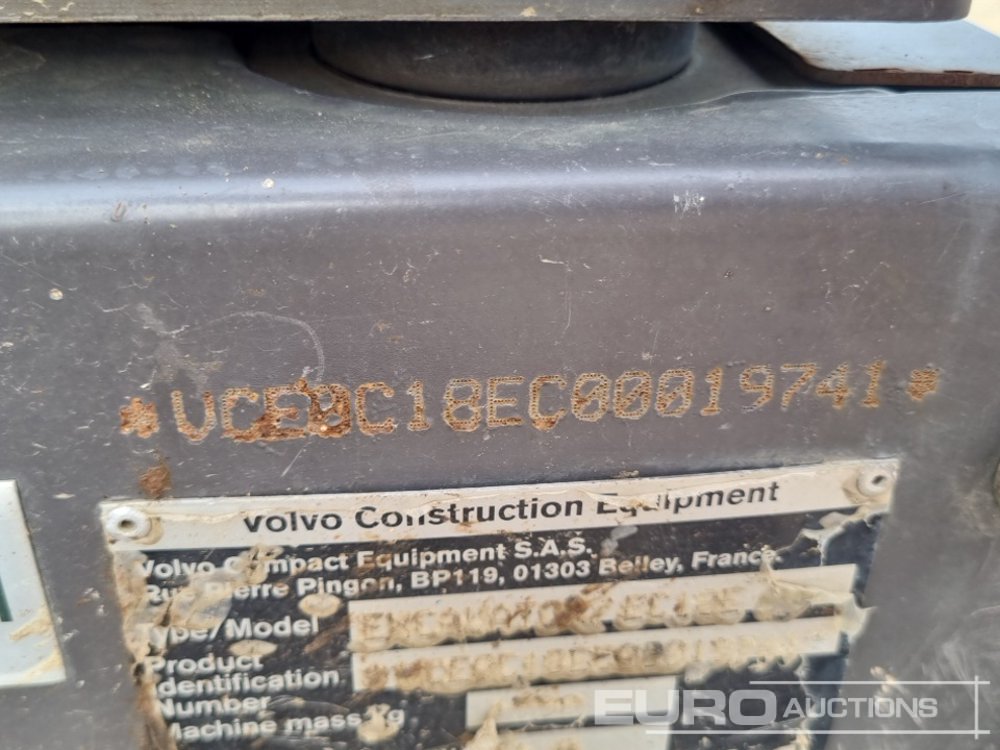 *VCE0C18EC00019741*
Volvo Construction Equipment
Volvo Compact Equipment S.A.S.
Rue Pierre Pingon, BP119, 01303 Belley, France.
Type/Model
Product
Identification
Number
Machine mass kg
EURO AUCTIONS